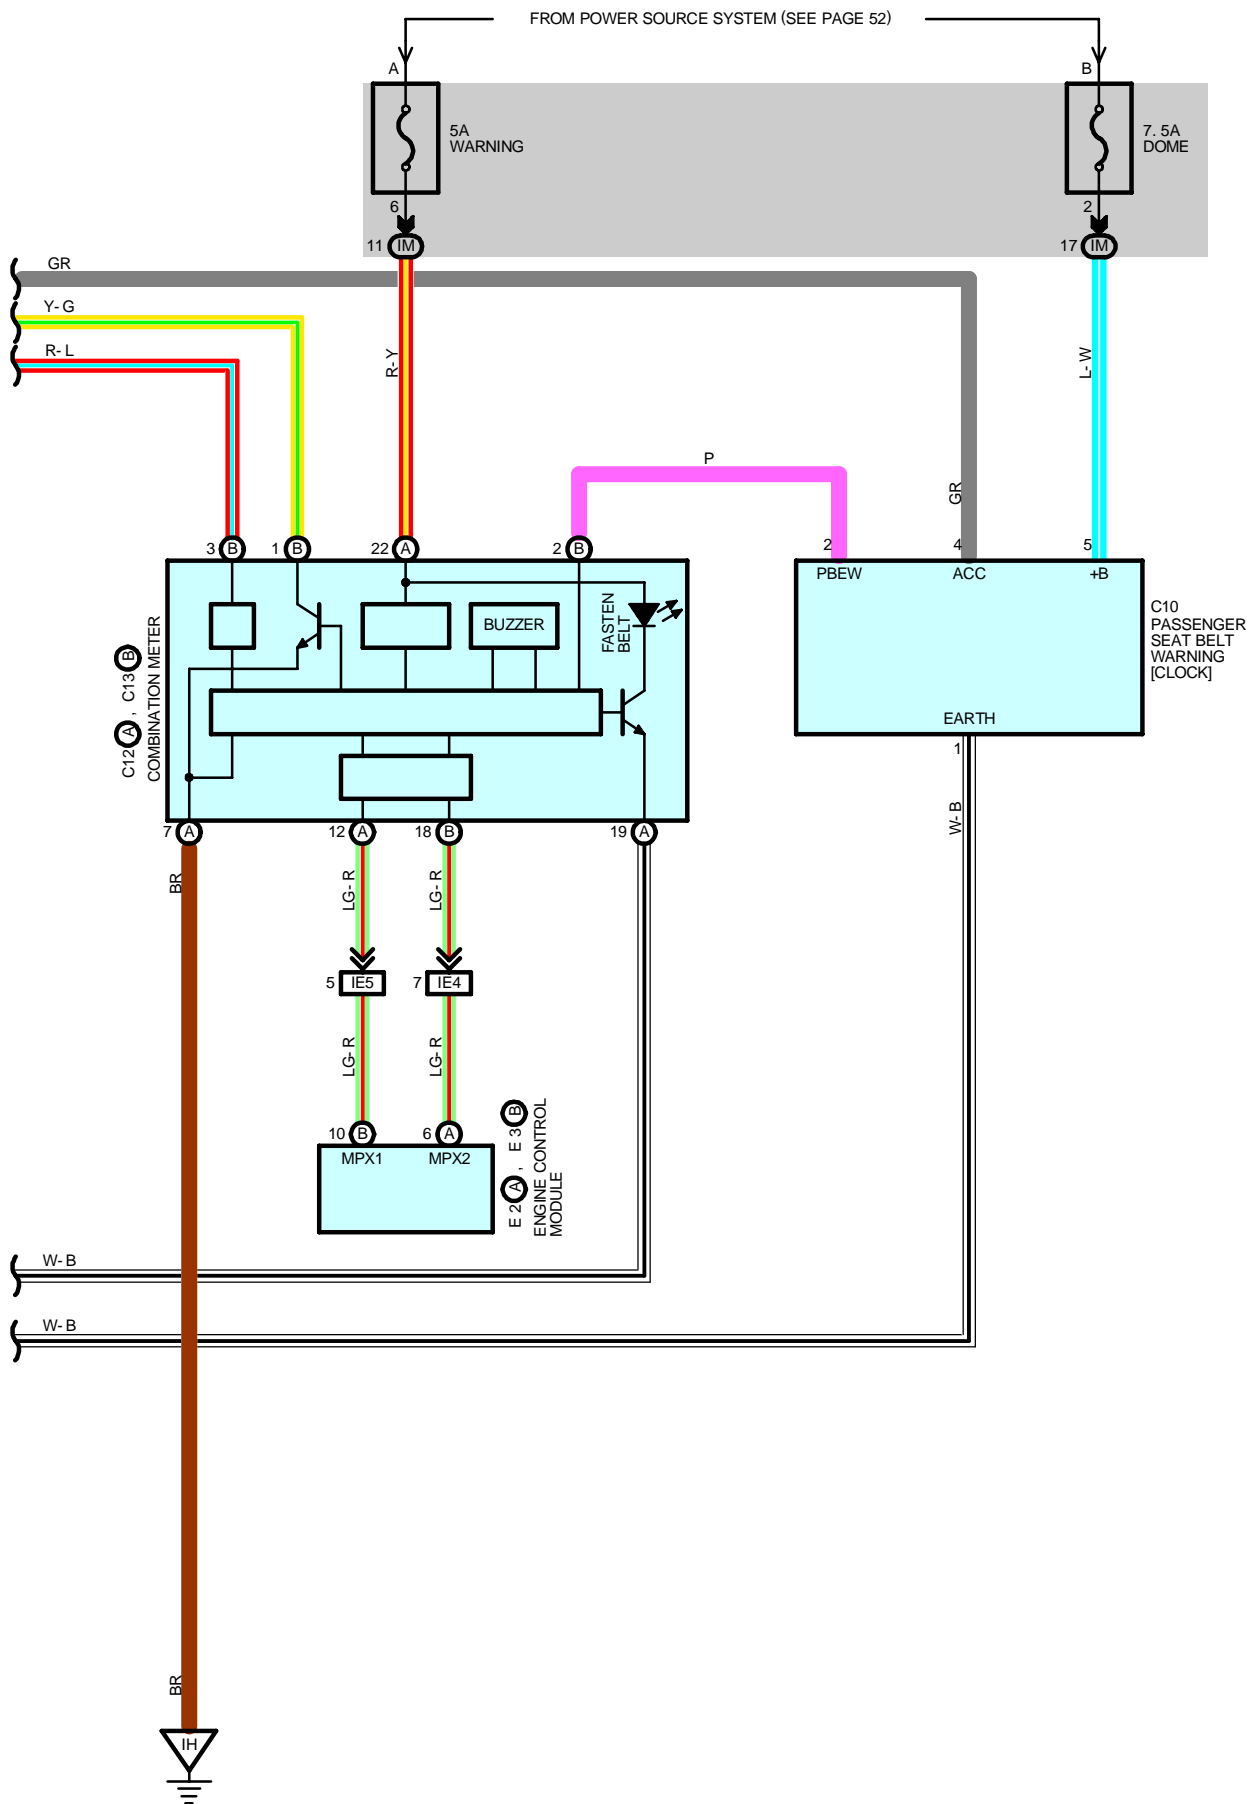 FROM POWER SOURCE SYSTEM (SEE PAGE 52)
A
B
5A
WARNING
7. 5A
DOME
6
2
11 IM
17 IM
GR
Y- G
R- L
R- Y
L- W
P
GR
3 B
1 B
22 A
2 B
2
4
5
PBEW
ACC
+B
BUZZER
FASTEN
BELT
C12 A , C13 B
COMBINATION METER
C10
PASSENGER
SEAT BELT
WARNING
[CLOCK]
EARTH
1
7 A
12 A
18 B
19 A
W- B
BR
LG- R
LG- R
5 IE5
7 IE4
LG- R
LG- R
10 B
6 A
MPX1
MPX2
E 2 A , E 3 B
ENGINE CONTROL
MODULE
W- B
W- B
BR
IH